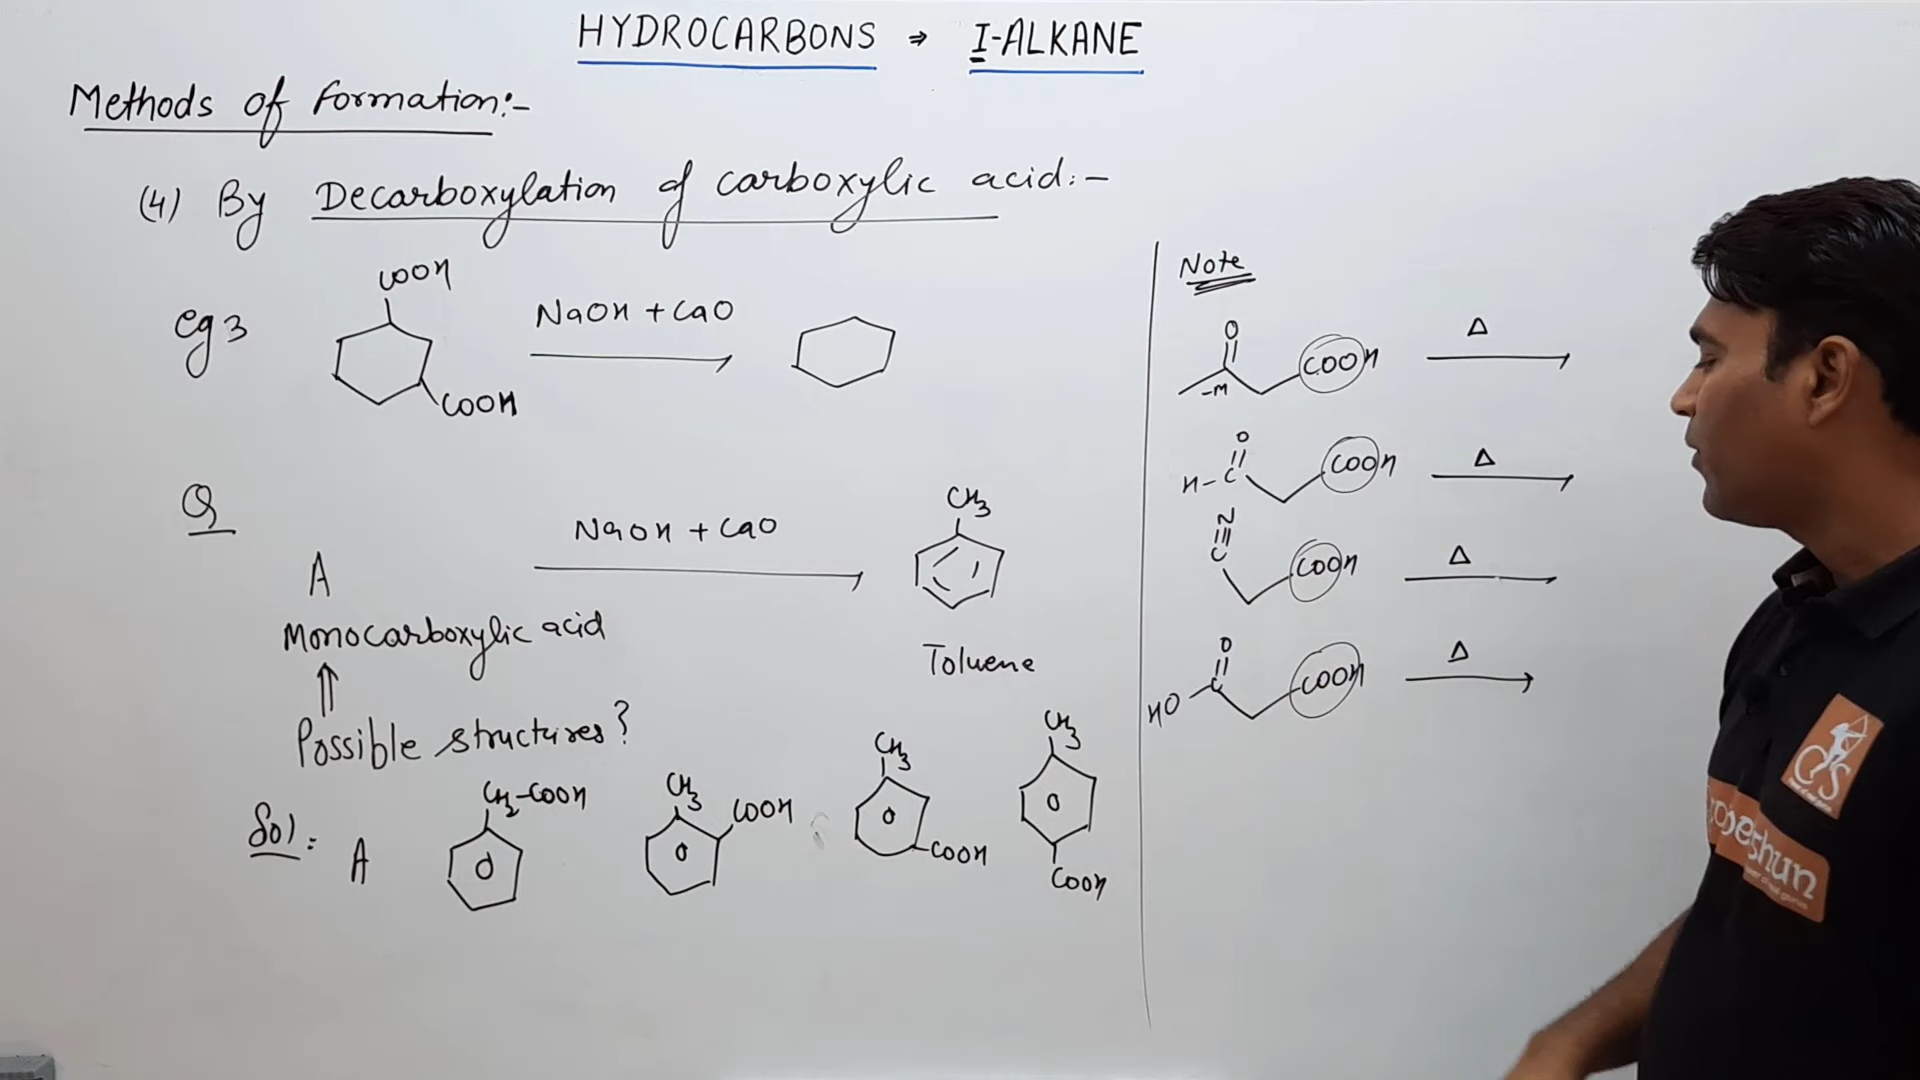 HYDROCARBONS ⇒ I-ALKANE
Methods of formation:-
(4) By Decarboxylation of carboxylic acid:-
eg 3
COOH
COOH
NaOH + CaO
Q
A
NaOH + CaO
CH3
Monocarboxylic acid
Toluene
⇑
Possible structures?
Sol:
A
CH2-COOH
CH3
COOH
CH3
COOH
CH3
COOH
Note
O
-M
COOH
Δ
O
H-C
COOH
Δ
N
C
COOH
Δ
O
HO
C
COOH
Δ
CS